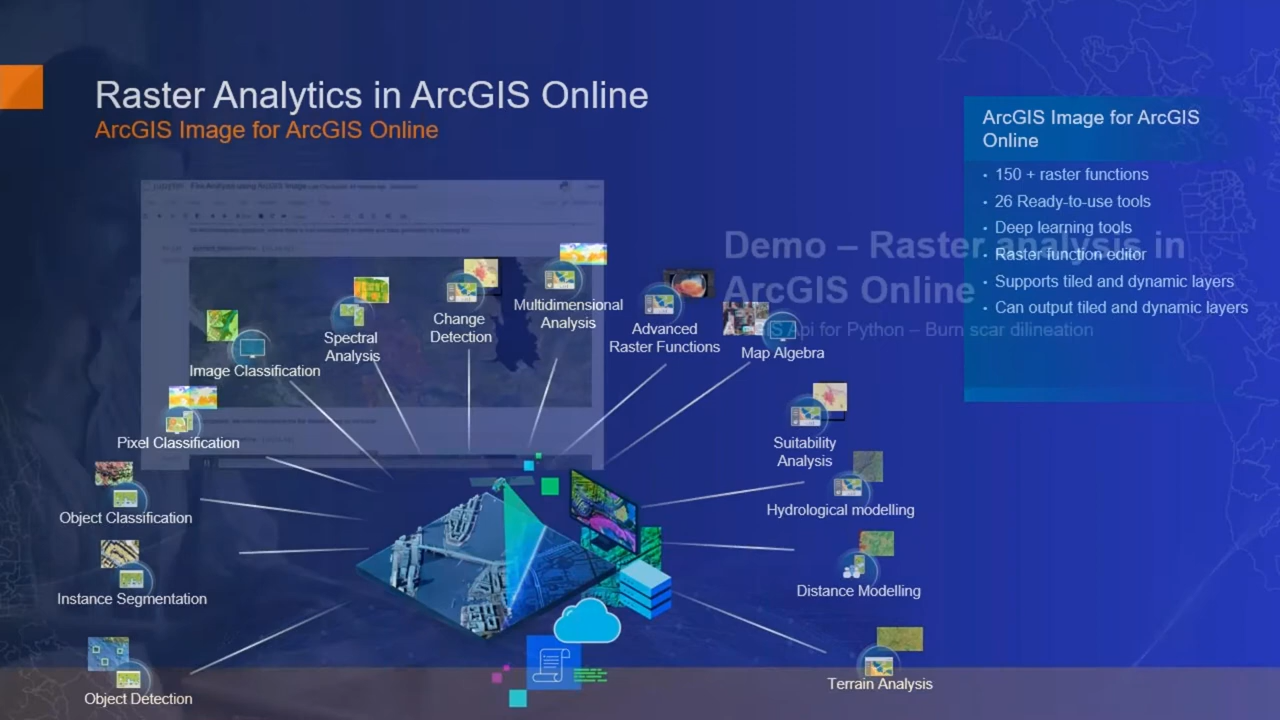 Raster Analytics in ArcGIS Online
ArcGIS Image for ArcGIS Online
ArcGIS Image for ArcGIS
Online
• 150 + raster functions
• 26 Ready-to-use tools
• Deep learning tools
• Raster function editor
• Supports tiled and dynamic layers
• Can output tiled and dynamic layers
Demo – Raster analysis in
ArcGIS Online
Api for Python – Burn scar dilineation
Multidimensional
Analysis
Change
Detection
Advanced
Raster Functions
Spectral
Analysis
Map Algebra
Image Classification
Pixel Classification
Suitability
Analysis
Object Classification
Hydrological modelling
Instance Segmentation
Distance Modelling
Object Detection
Terrain Analysis